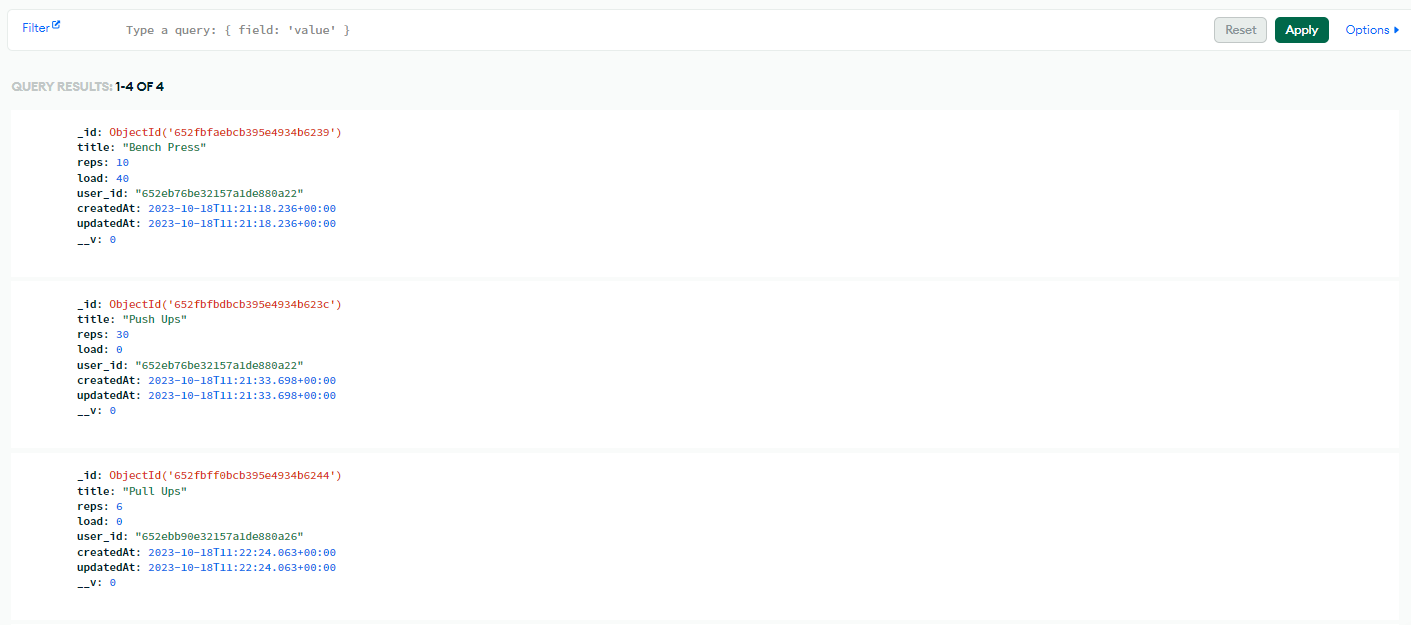 Filter
Type a query: { field: 'value' }
Reset
Apply
Options
QUERY RESULTS: 1-4 OF 4
_id: ObjectId('652fbfaebcb395e4934b6239')
title: "Bench Press"
reps: 10
load: 40
user_id: "652eb76be32157a1de880a22"
createdAt: 2023-10-18T11:21:18.236+00:00
updatedAt: 2023-10-18T11:21:18.236+00:00
__v: 0
_id: ObjectId('652fbfbdbcb395e4934b623c')
title: "Push Ups"
reps: 30
load: 0
user_id: "652eb76be32157a1de880a22"
createdAt: 2023-10-18T11:21:33.698+00:00
updatedAt: 2023-10-18T11:21:33.698+00:00
__v: 0
_id: ObjectId('652fbff0bcb395e4934b6244')
title: "Pull Ups"
reps: 6
load: 0
user_id: "652ebb90e32157a1de880a26"
createdAt: 2023-10-18T11:22:24.063+00:00
updatedAt: 2023-10-18T11:22:24.063+00:00
__v: 0